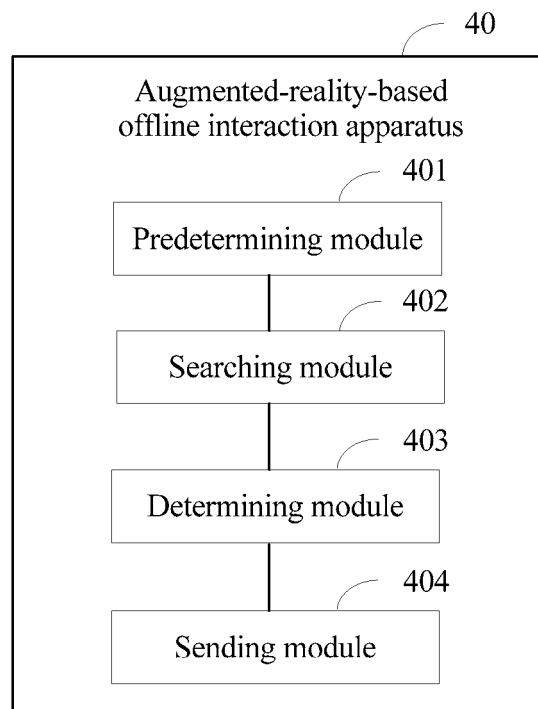 40
Augmented-reality-based
offline interaction apparatus
401
Predetermining module
402
Searching module
403
Determining module
404
Sending module